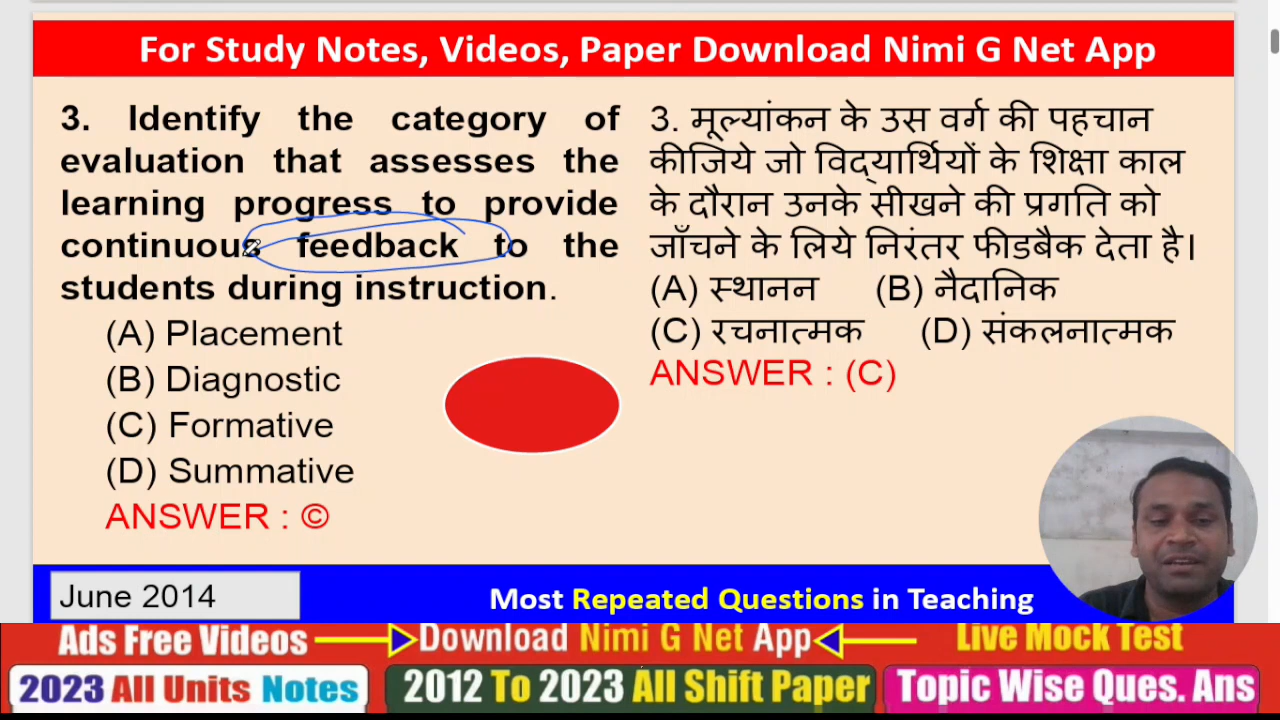 For Study Notes, Videos, Paper Download Nimi G Net App
3. Identify the category of
evaluation that assesses the
learning progress to provide
continuous feedback to the
students during instruction.
(A) Placement
(B) Diagnostic
(C) Formative
(D) Summative
ANSWER : ©
3. मूल्यांकन के उस वर्ग की पहचान
कीजिये जो विद्यार्थियों के शिक्षा काल
के दौरान उनके सीखने की प्रगति को
जाँचने के लिये निरंतर फीडबैक देता है।
(A) स्थानन (B) नैदानिक
(C) रचनात्मक (D) संकलनात्मक
ANSWER : (C)
June 2014
Most Repeated Questions in Teaching
Ads Free Videos Download Nimi G Net App Live Mock Test
2023 All Units Notes 2012 To 2023 All Shift Paper Topic Wise Ques. Ans